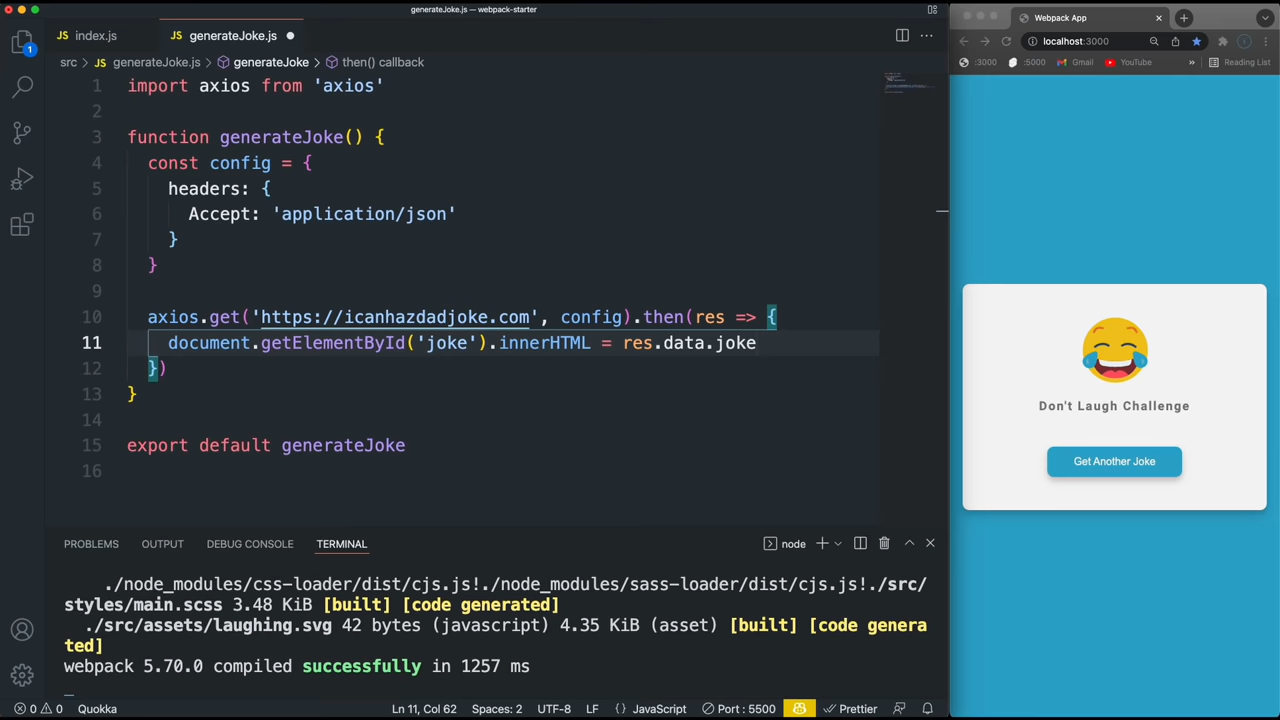 generateJoke.js — webpack-starter
JS index.js
JS generateJoke.js
src > JS generateJoke.js > generateJoke > then() callback
1 import axios from 'axios'
2
3 function generateJoke() {
4 const config = {
5 headers: {
6 Accept: 'application/json'
7 }
8 }
9
10 axios.get('https://icanhazdadjoke.com', config).then(res => {
11 document.getElementById('joke').innerHTML = res.data.joke
12 })
13 }
14
15 export default generateJoke
16
1
PROBLEMS OUTPUT DEBUG CONSOLE TERMINAL
node
./node_modules/css-loader/dist/cjs.js!./node_modules/sass-loader/dist/cjs.js!./src/
styles/main.scss 3.48 KiB [built] [code generated]
./src/assets/laughing.svg 42 bytes (javascript) 4.35 KiB (asset) [built] [code genera
ted]
webpack 5.70.0 compiled successfully in 1257 ms
0 0 Quokka Ln 11, Col 62 Spaces: 2 UTF-8 LF {} JavaScript Port : 5500 Prettier
Webpack App
localhost:3000
:3000 :5000 Gmail YouTube » Reading List
Don't Laugh Challenge
Get Another Joke